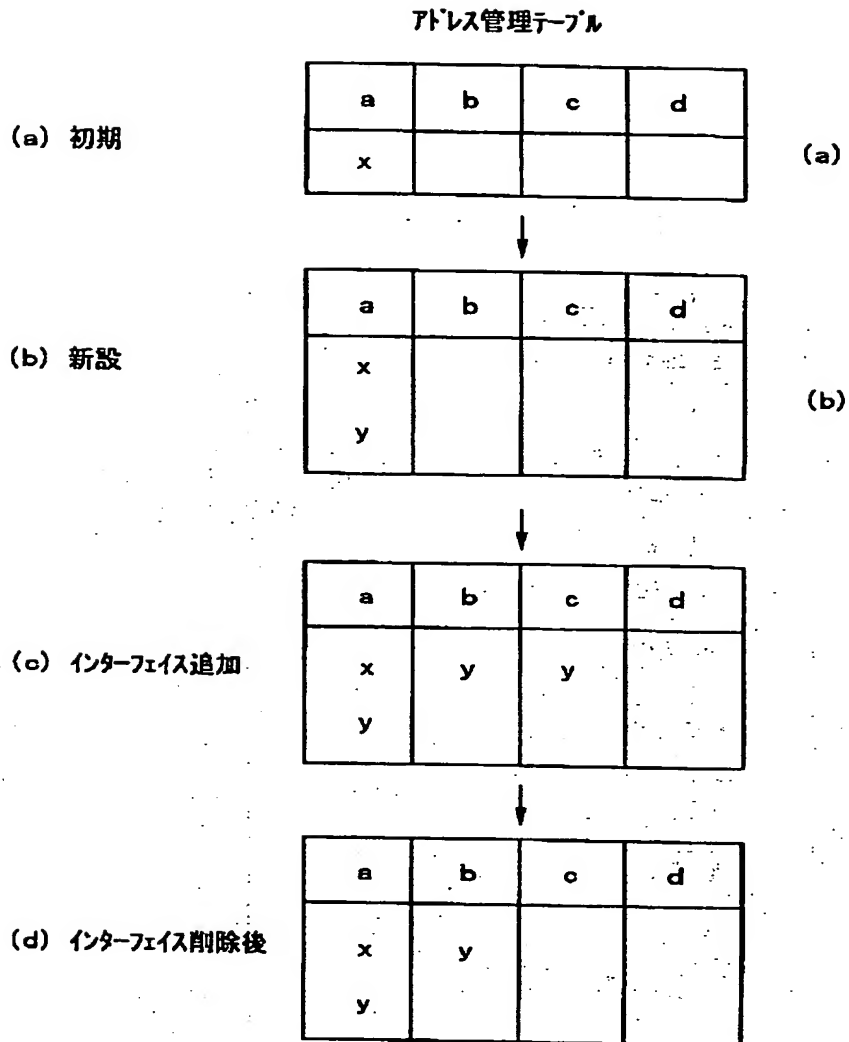 アドレス管理テーブル
a b c d
(a) 初期
x
(a)
a b c d
(b) 新設
x
(b)
y
a b c d
(c) インターフェイス追加
x y y
y
a b c d
(d) インターフェイス削除後
x y
y